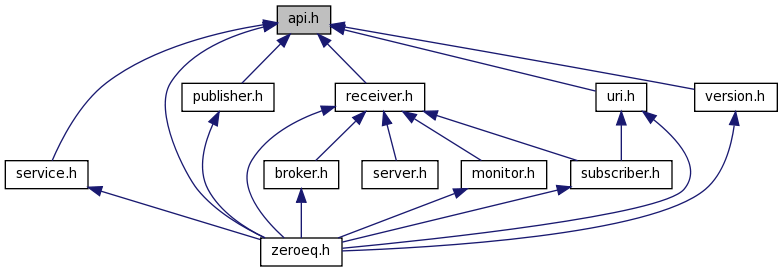 api.h
publisher.h
receiver.h
uri.h
version.h
service.h
broker.h
server.h
monitor.h
subscriber.h
zeroeq.h